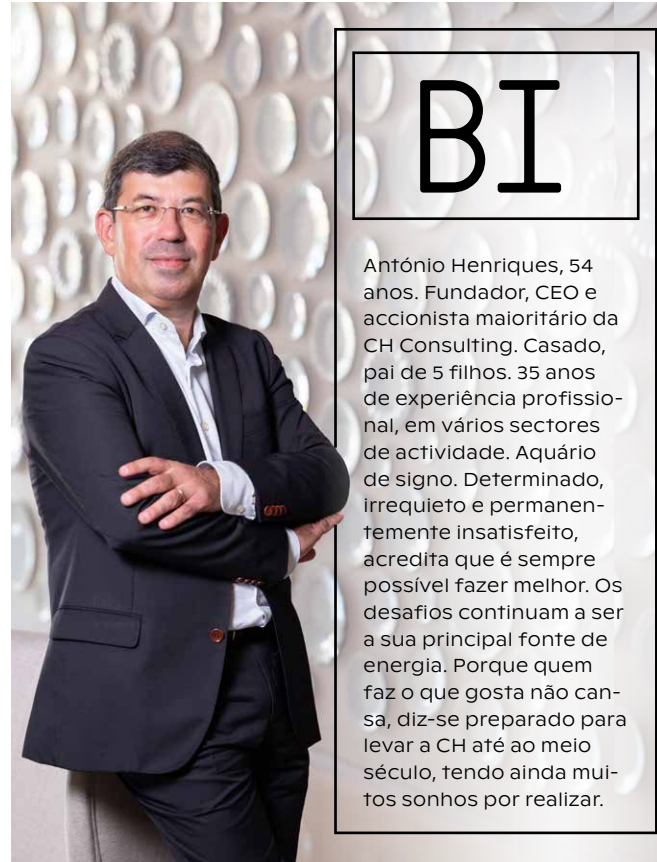 BI
António Henriques, 54
anos. Fundador, CEO e
accionista maioritário da
CH Consulting. Casado,
pai de 5 filhos. 35 anos
de experiência profissio-
nal, em vários sectores
de actividade. Aquário
de signo. Determinado,
irrequieto e permanen-
temente insatisfeito,
acredita que é sempre
possível fazer melhor. Os
desafios continuam a ser
a sua principal fonte de
energia. Porque quem
faz o que gosta não can-
sa, diz-se preparado para
levar a CH até ao meio
século, tendo ainda mui-
tos sonhos por realizar.